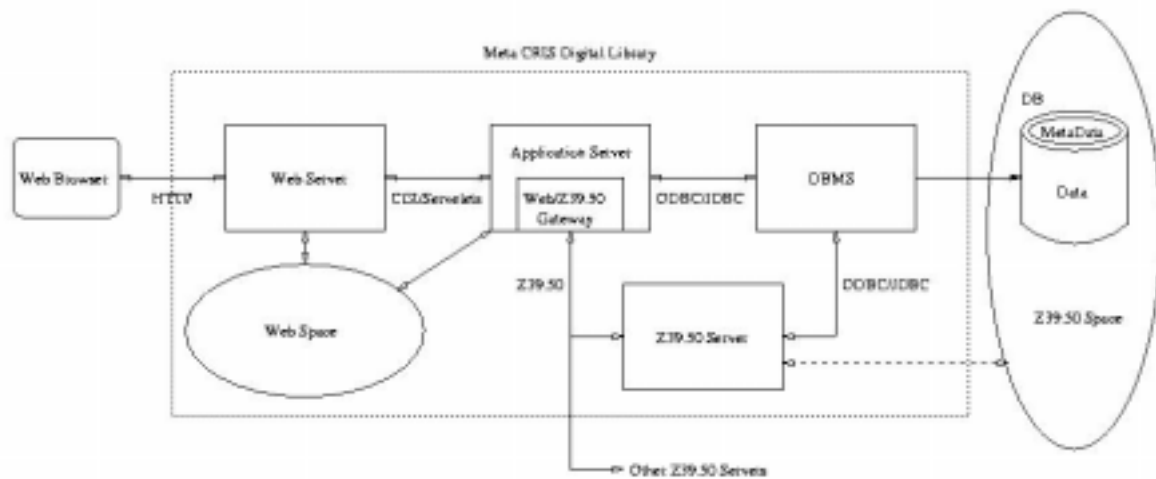 Meta CRIS Digital Library
DB
MetaData
Data
Web Browser
HTTP
Web Server
CGI/Servelets
Application Server
Web/Z39.50
Gateway
ODBC/JDBC
DBMS
Z39.50
ODBC/JDBC
Web Space
Z39.50 Server
Z39.50 Space
Other Z39.50 Servers